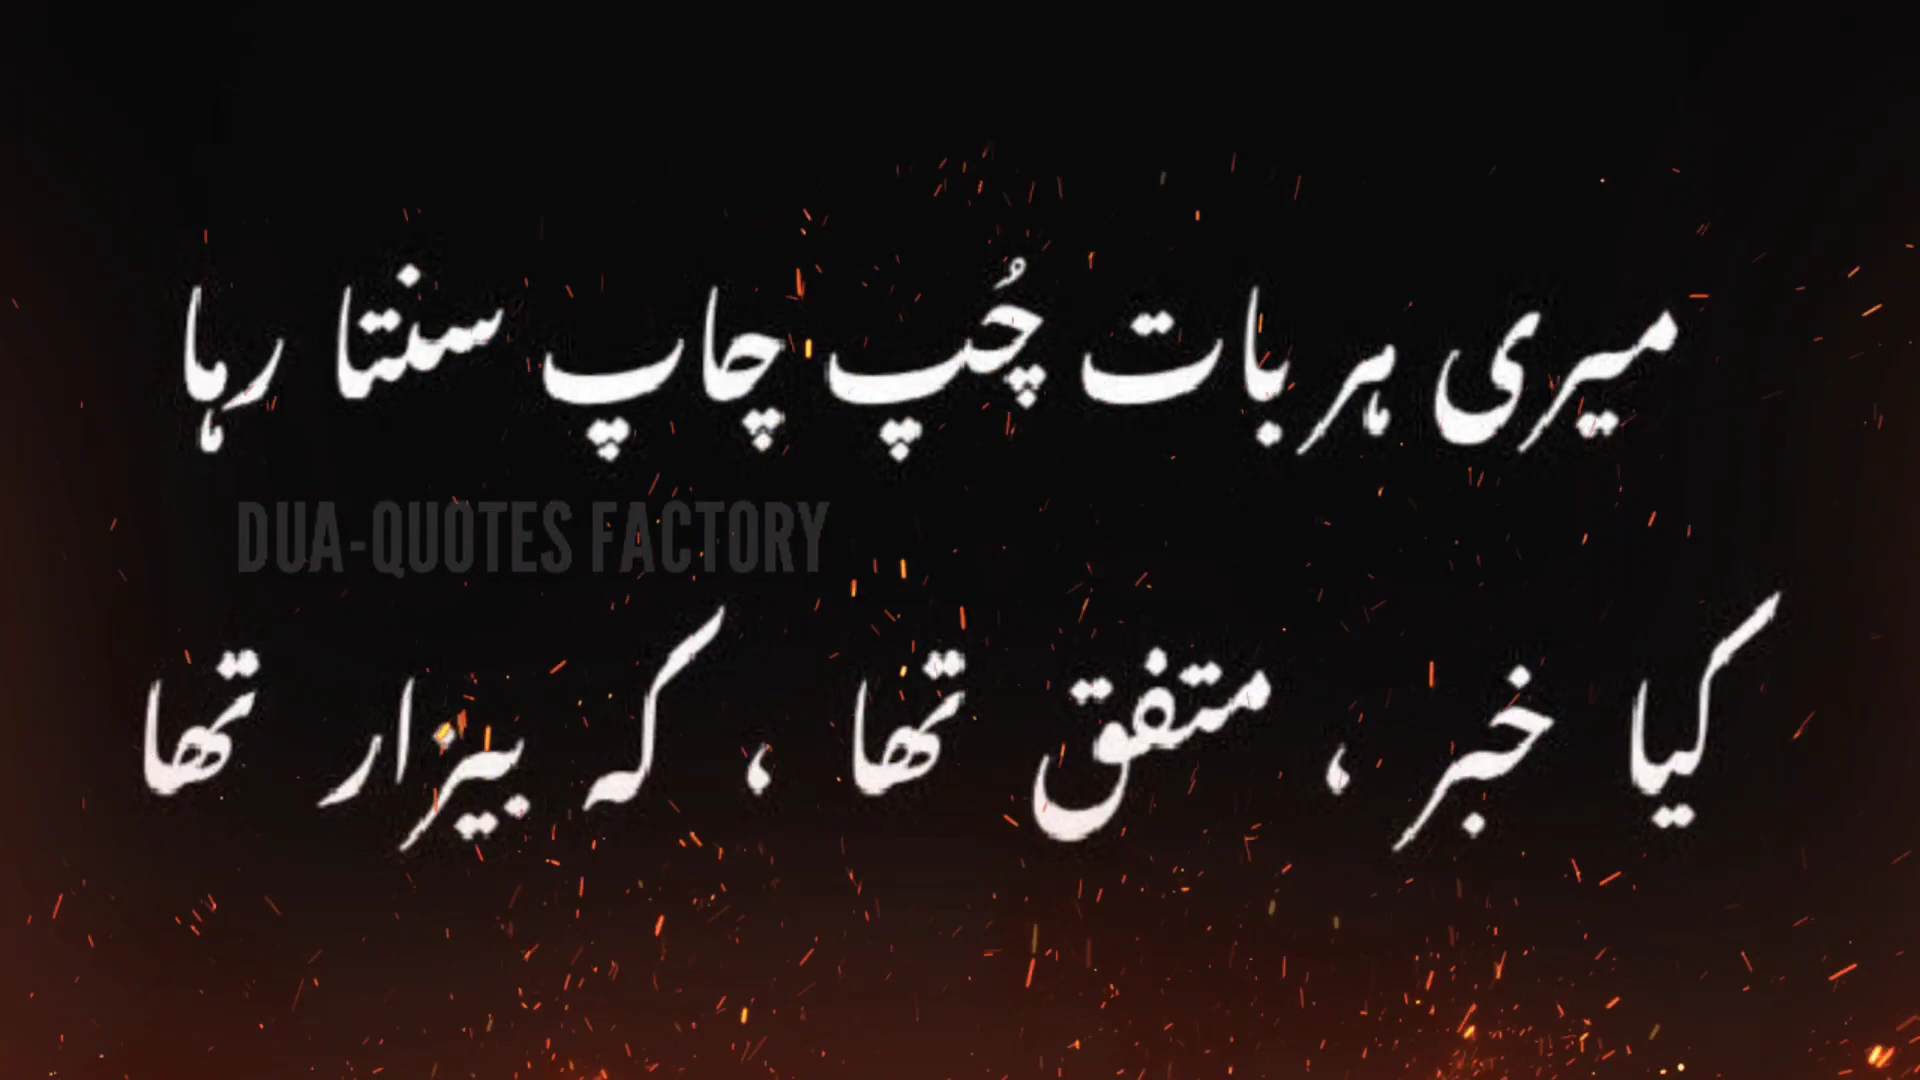 میری ہر بات چُپ چاپ سنتا رہا
DUA-QUOTES FACTORY
کیا خبر ، متفق تھا ، کہ بیزار تھا